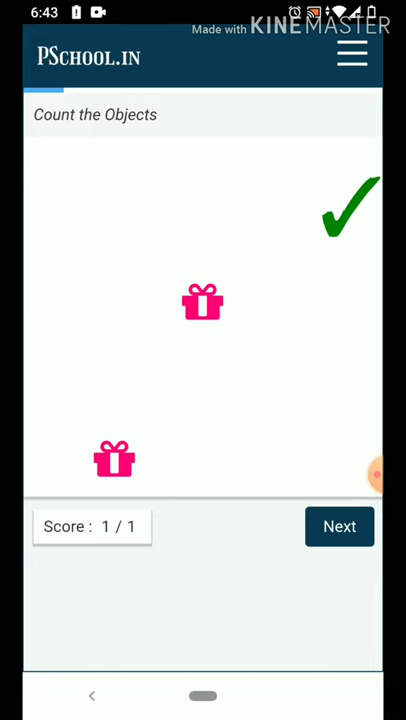 6:43
Made with KINEMASTER
PSCHOOL.IN
Count the Objects
Score : 1 / 1
Next